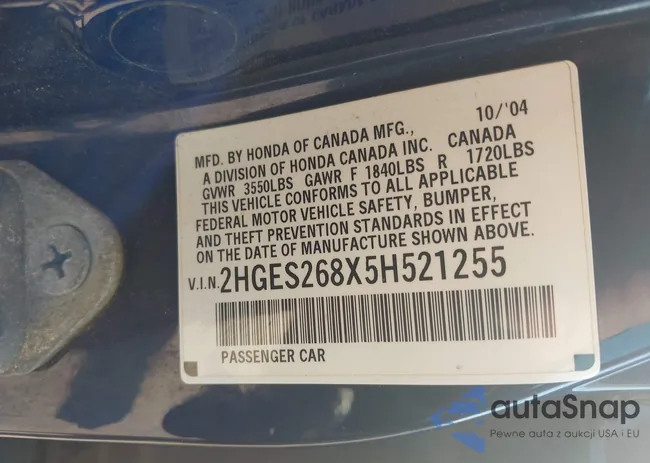 MFD. BY HONDA OF CANADA MFG., 10/'04
A DIVISION OF HONDA CANADA INC. CANADA
GVWR 3550LBS GAWR F 1840LBS R 1720LBS
THIS VEHICLE CONFORMS TO ALL APPLICABLE
FEDERAL MOTOR VEHICLE SAFETY, BUMPER,
AND THEFT PREVENTION STANDARDS IN EFFECT
ON THE DATE OF MANUFACTURE SHOWN ABOVE.
V.I.N. 2HGES268X5H521255
PASSENGER CAR
autaSnap
Pewne auta z aukcji USA i EU